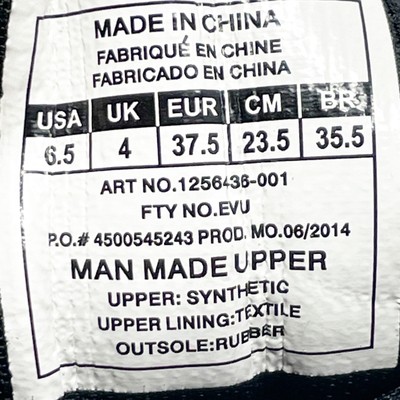 MADE IN CHINA
FABRIQUÉ EN CHINE
FABRICADO EN CHINA
USA UK EUR CM BR
6.5 4 37.5 23.5 35.5
ART NO.1256436-001
FTY NO.EVU
P.O.# 4500545243 PROD. MO.06/2014
MAN MADE UPPER
UPPER: SYNTHETIC
UPPER LINING:TEXTILE
OUTSOLE:RUBBER